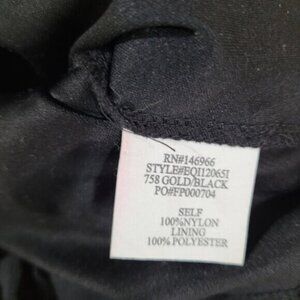 RN#146966
STYLE#EQI12065I
758 GOLD/BLACK
PO#FP000704
SELF
100%NYLON
LINING
100% POLYESTER